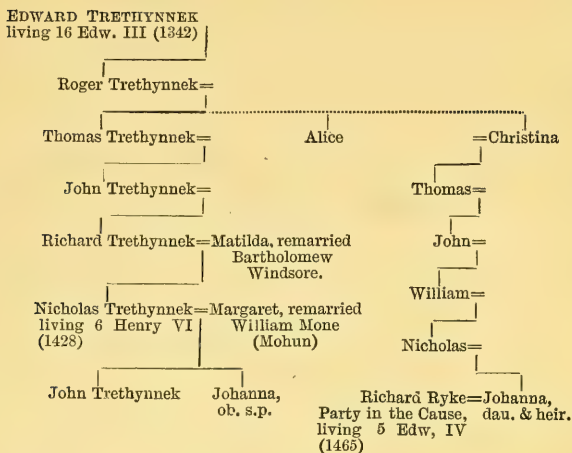 EDWARD TRETHYNNEK
living 16 Edw. III (1342)
Roger Trethynnek=
Thomas Trethynnek=
Alice
=Christina
John Trethynnek=
Thomas=
Richard Trethynnek=Matilda, remarried
Bartholomew
Windsore.
John=
Nicholas Trethynnek=Margaret, remarried
living 6 Henry VI
William Mone
(1428)
(Mohun)
William=
Nicholas=
John Trethynnek
Johanna,
ob. s.p.
Richard Ryke=Johanna,
Party in the Cause, dau. & heir.
living 5 Edw, IV
(1465)